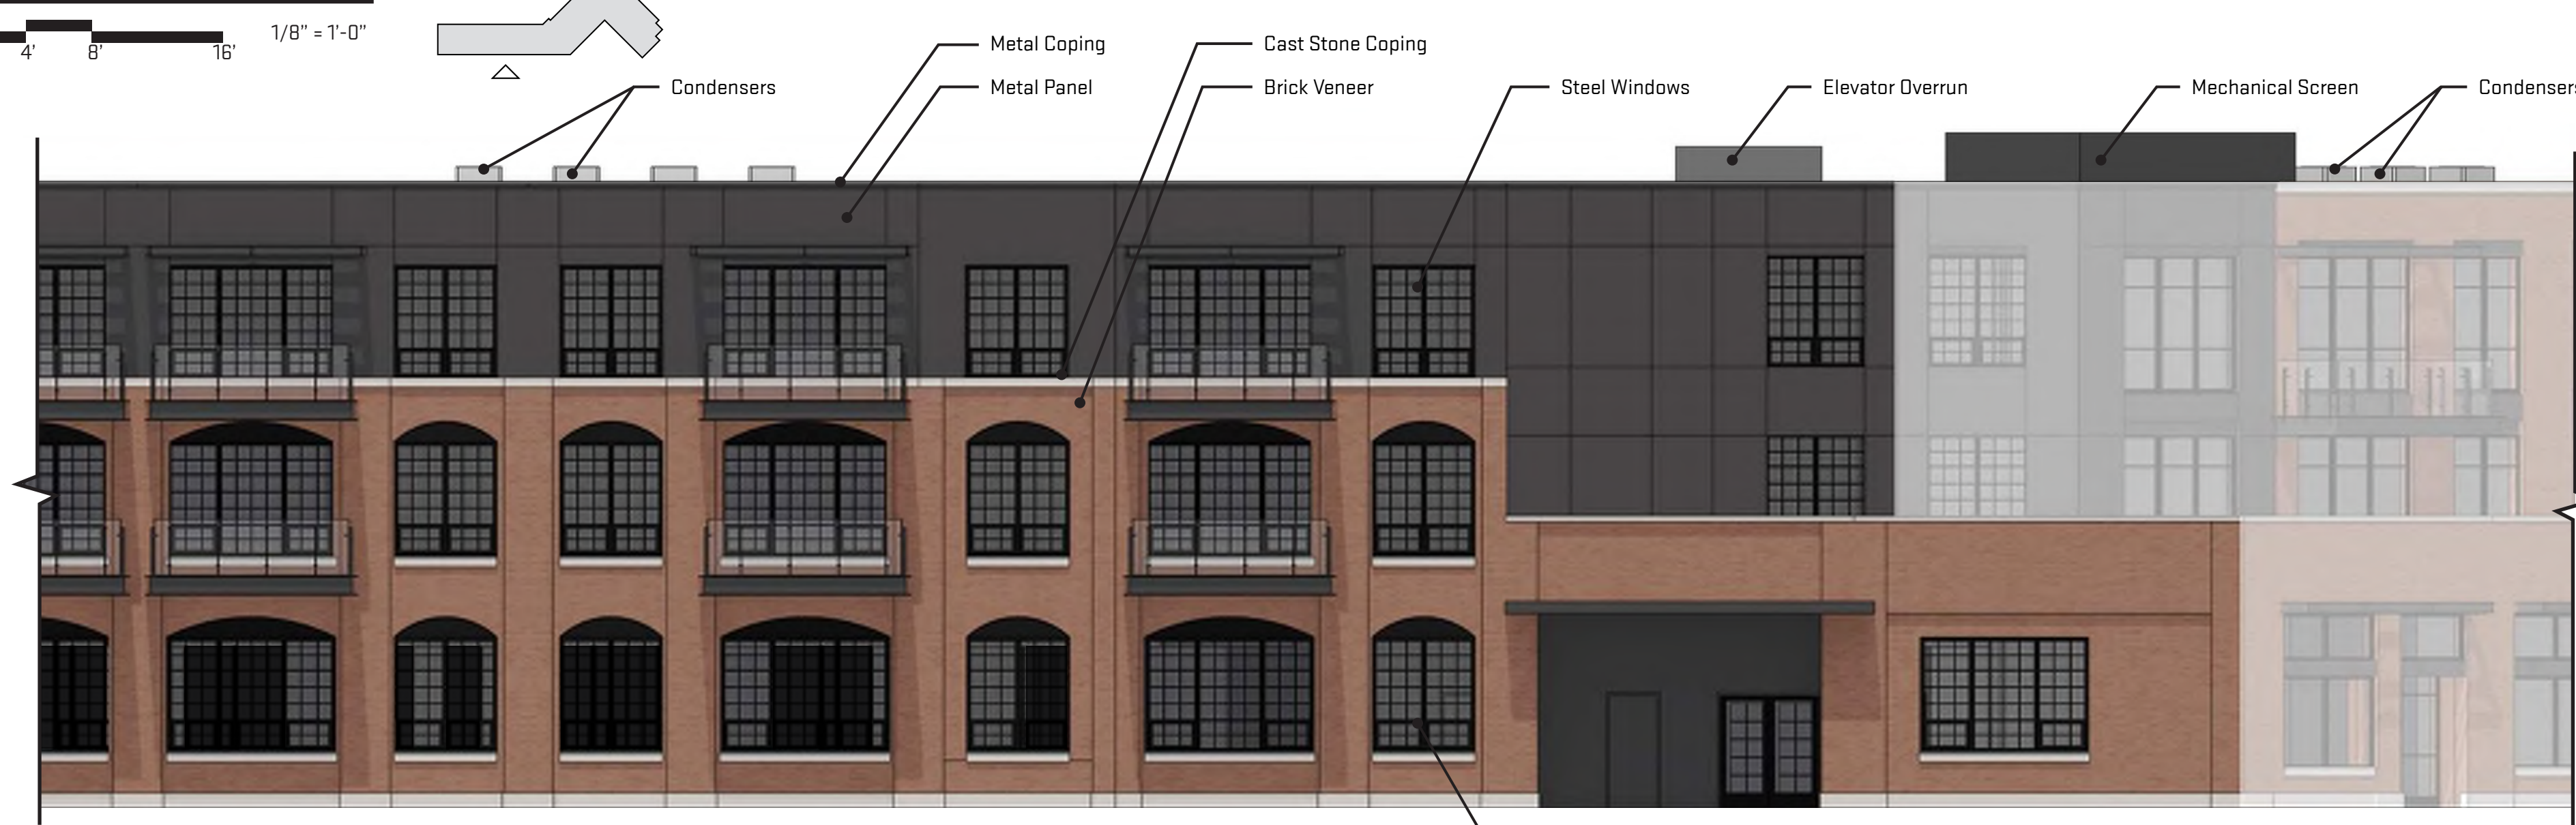 4' 8' 16' 1/8" = 1'-0"
Metal Coping
Cast Stone Coping
Condensers
Metal Panel
Brick Veneer
Steel Windows
Elevator Overrun
Mechanical Screen
Condensers